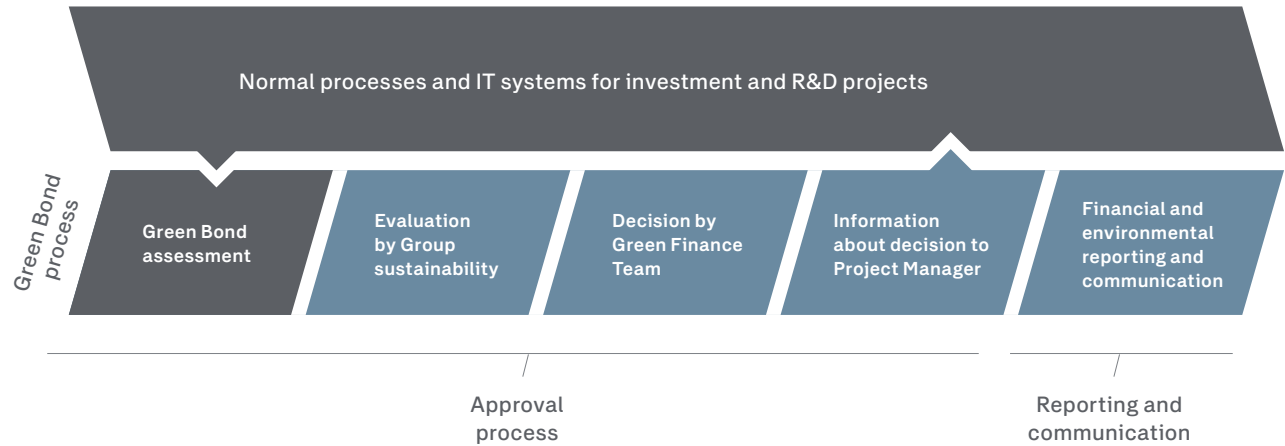 Normal processes and IT systems for investment and R&D projects
Green Bond
process
Green Bond
assessment
Evaluation
by Group
sustainability
Decision by
Green Finance
Team
Information
about decision to
Project Manager
Financial and
environmental
reporting and
communication
Approval
process
Reporting and
communication